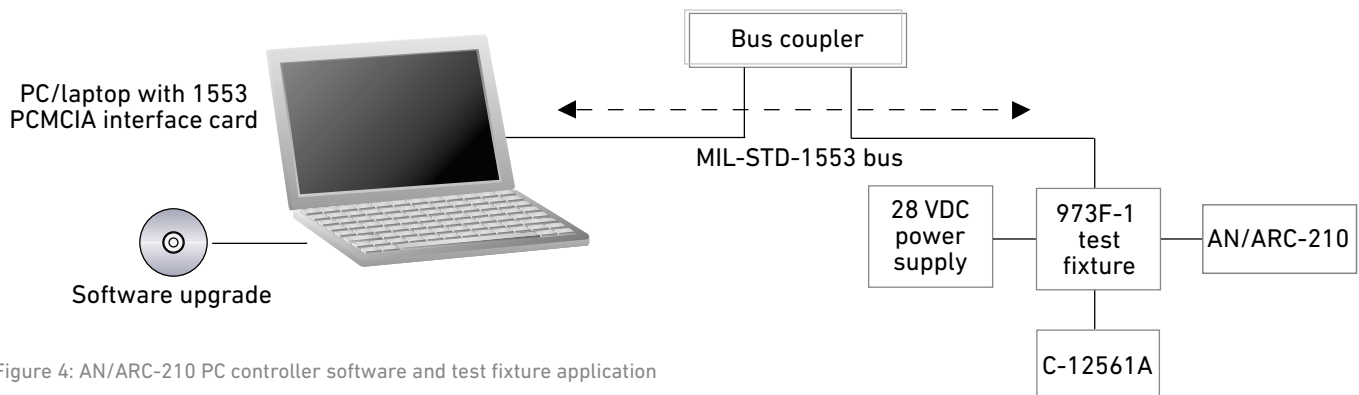 Bus coupler
PC/laptop with 1553
PCMCIA interface card
MIL-STD-1553 bus
28 VDC
power
supply
973F-1
test
fixture
AN/ARC-210
Software upgrade
C-12561A
Figure 4: AN/ARC-210 PC controller software and test fixture application